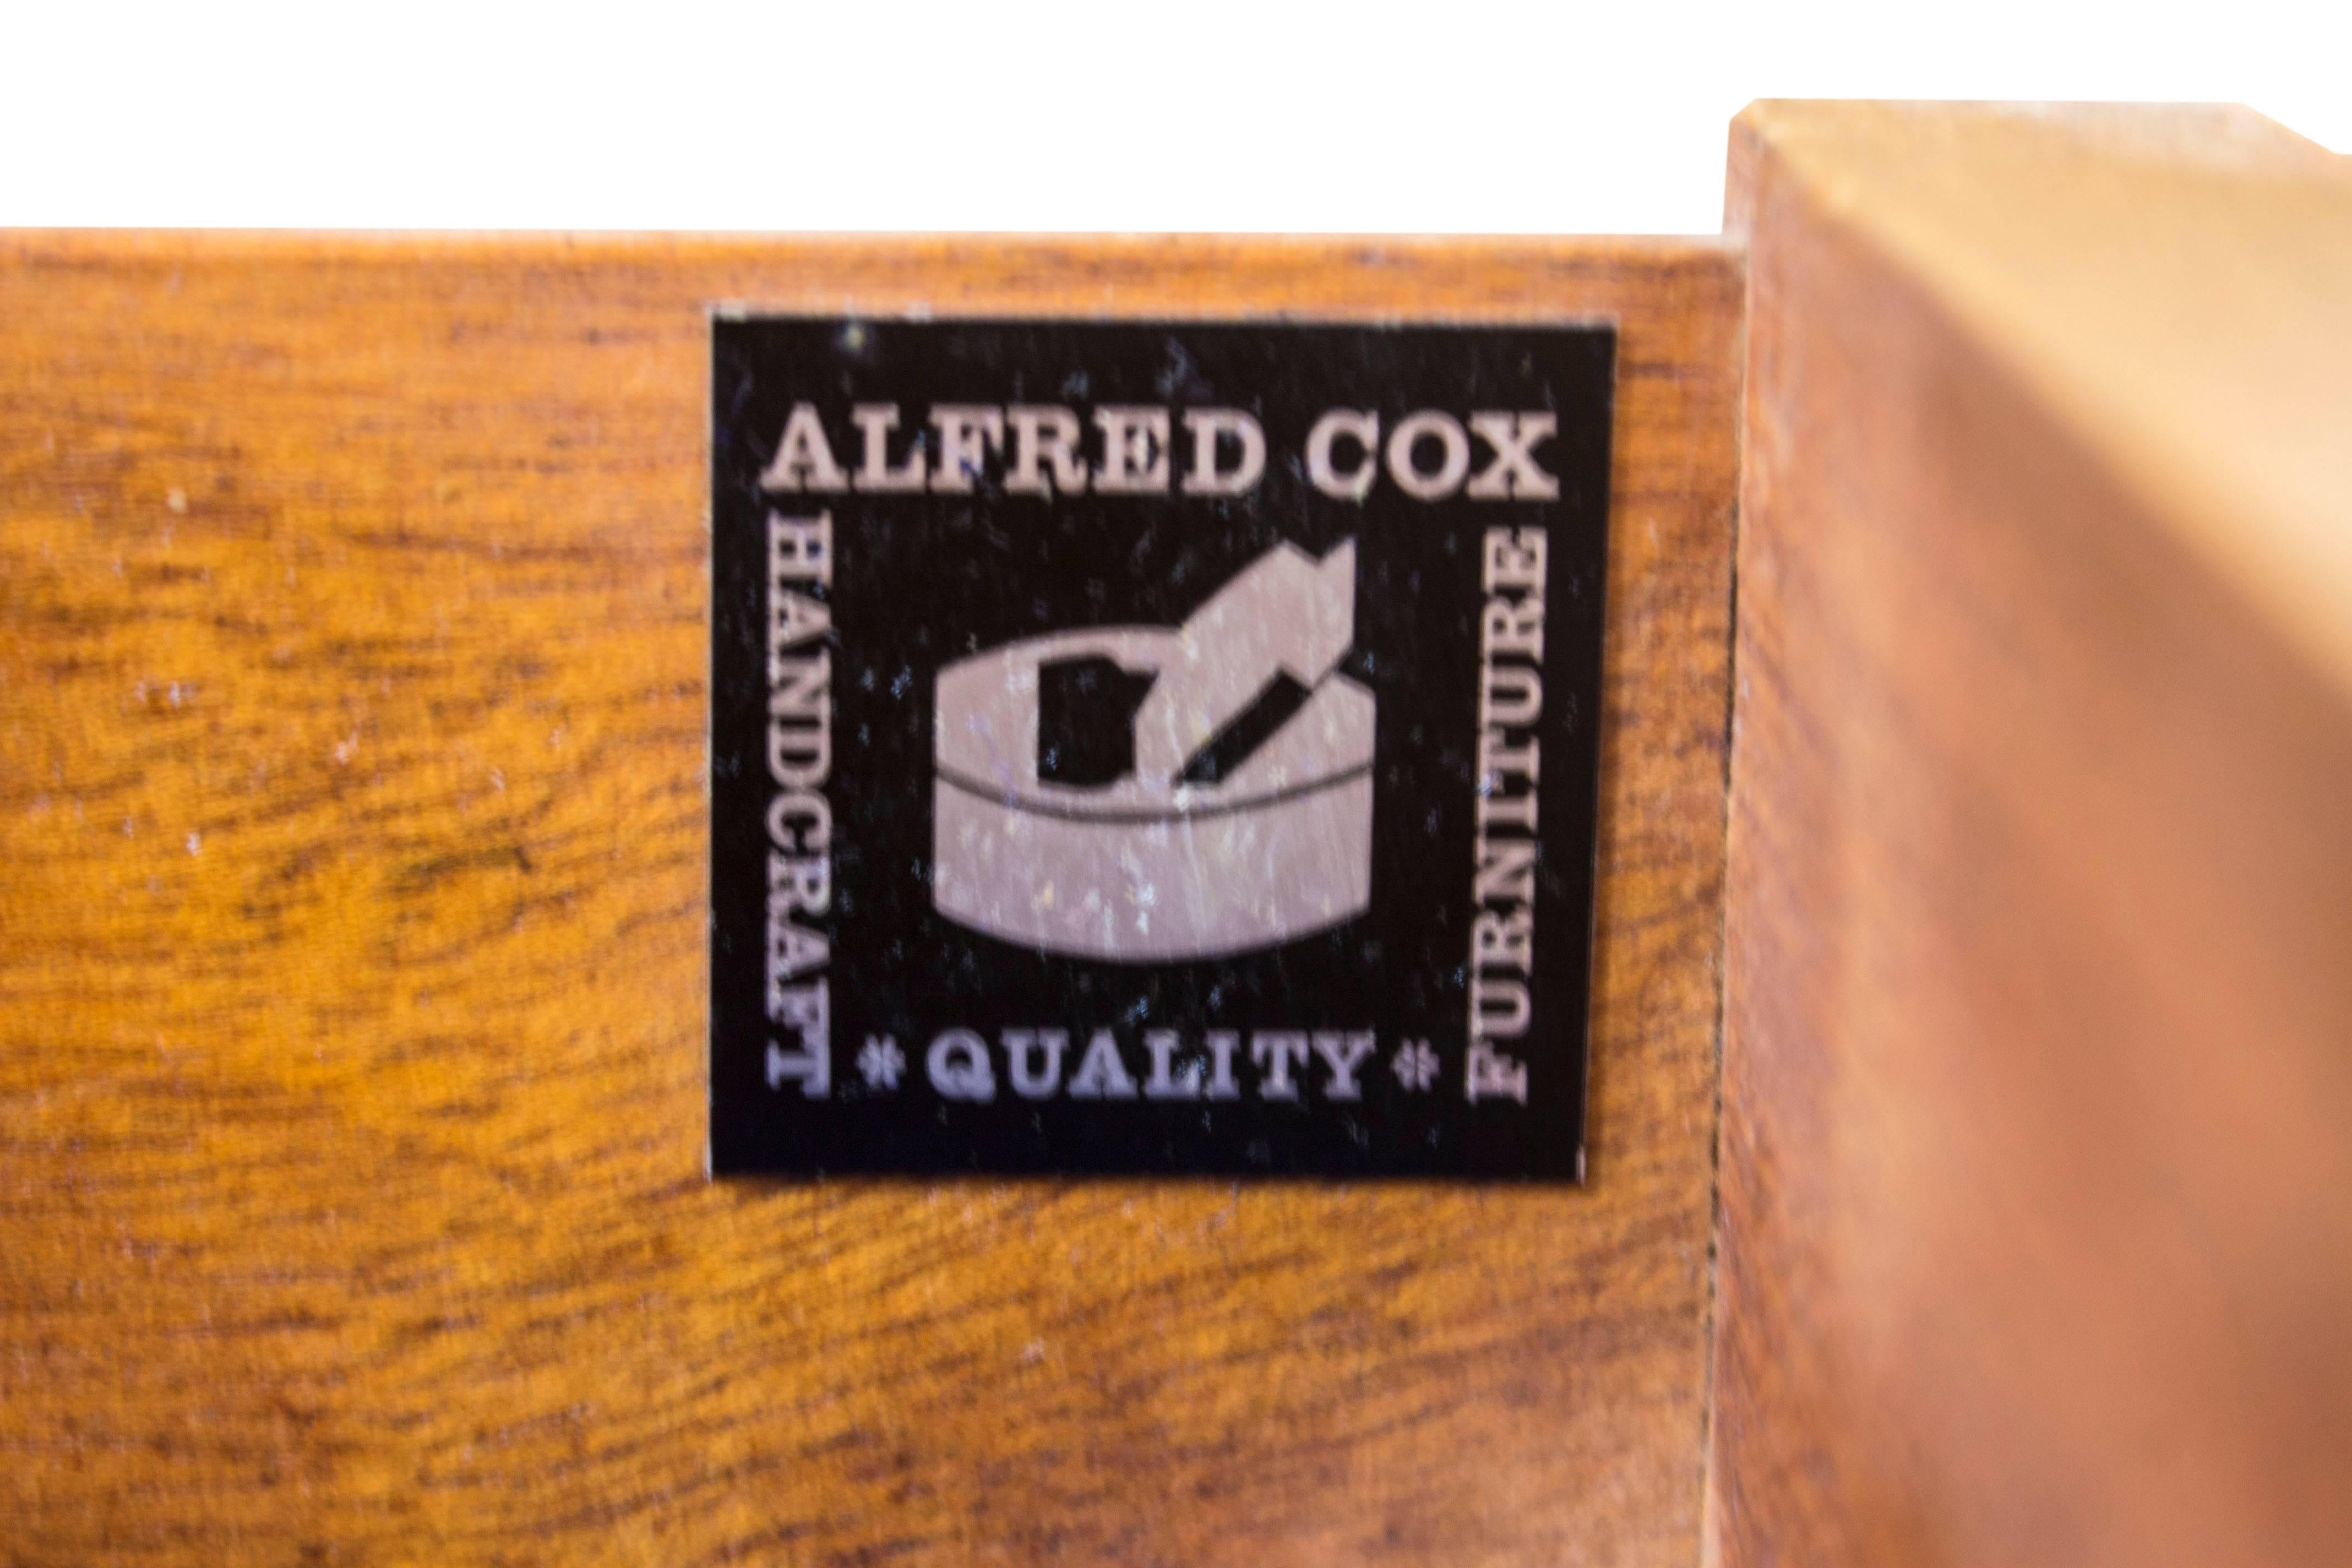 ALFRED COX
HANDCRAFT
FURNITURE
* QUALITY *